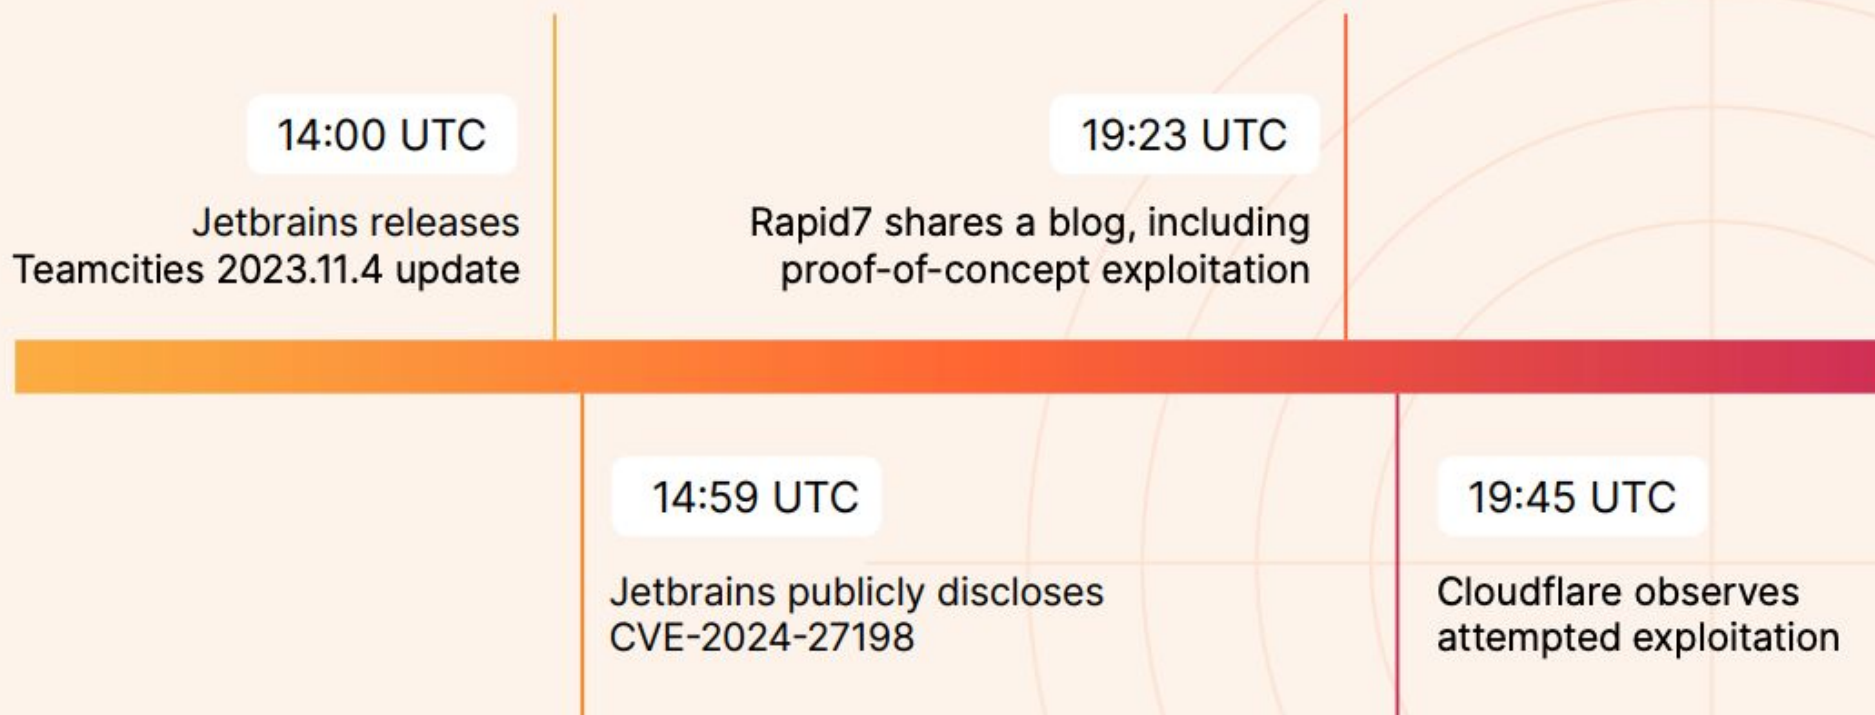 14:00 UTC
Jetbrains releases
Teamcities 2023.11.4 update
19:23 UTC
Rapid7 shares a blog, including
proof-of-concept exploitation
14:59 UTC
Jetbrains publicly discloses
CVE-2024-27198
19:45 UTC
Cloudflare observes
attempted exploitation